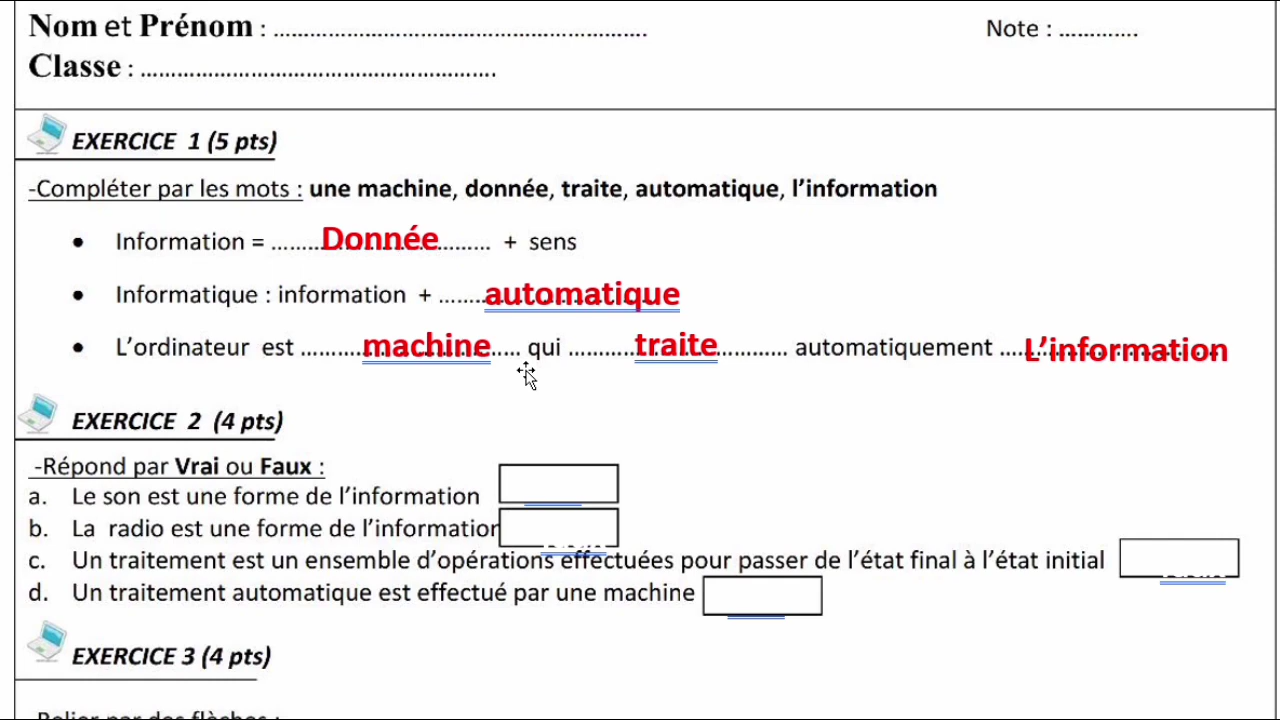 Nom et Prénom : ............................................................. Note : .............
Classe : ..........................................................
EXERCICE 1 (5 pts)
-Compléter par les mots : une machine, donnée, traite, automatique, l’information
• Information = ........Donnée........ + sens
• Informatique : information + .......automatique
• L’ordinateur est ..........machine..... qui ...........traite............ automatiquement ....L’information
EXERCICE 2 (4 pts)
-Répond par Vrai ou Faux :
a. Le son est une forme de l’information
b. La radio est une forme de l’information
c. Un traitement est un ensemble d’opérations effectuées pour passer de l’état final à l’état initial
d. Un traitement automatique est effectué par une machine
EXERCICE 3 (4 pts)
-Relier par des flèches :